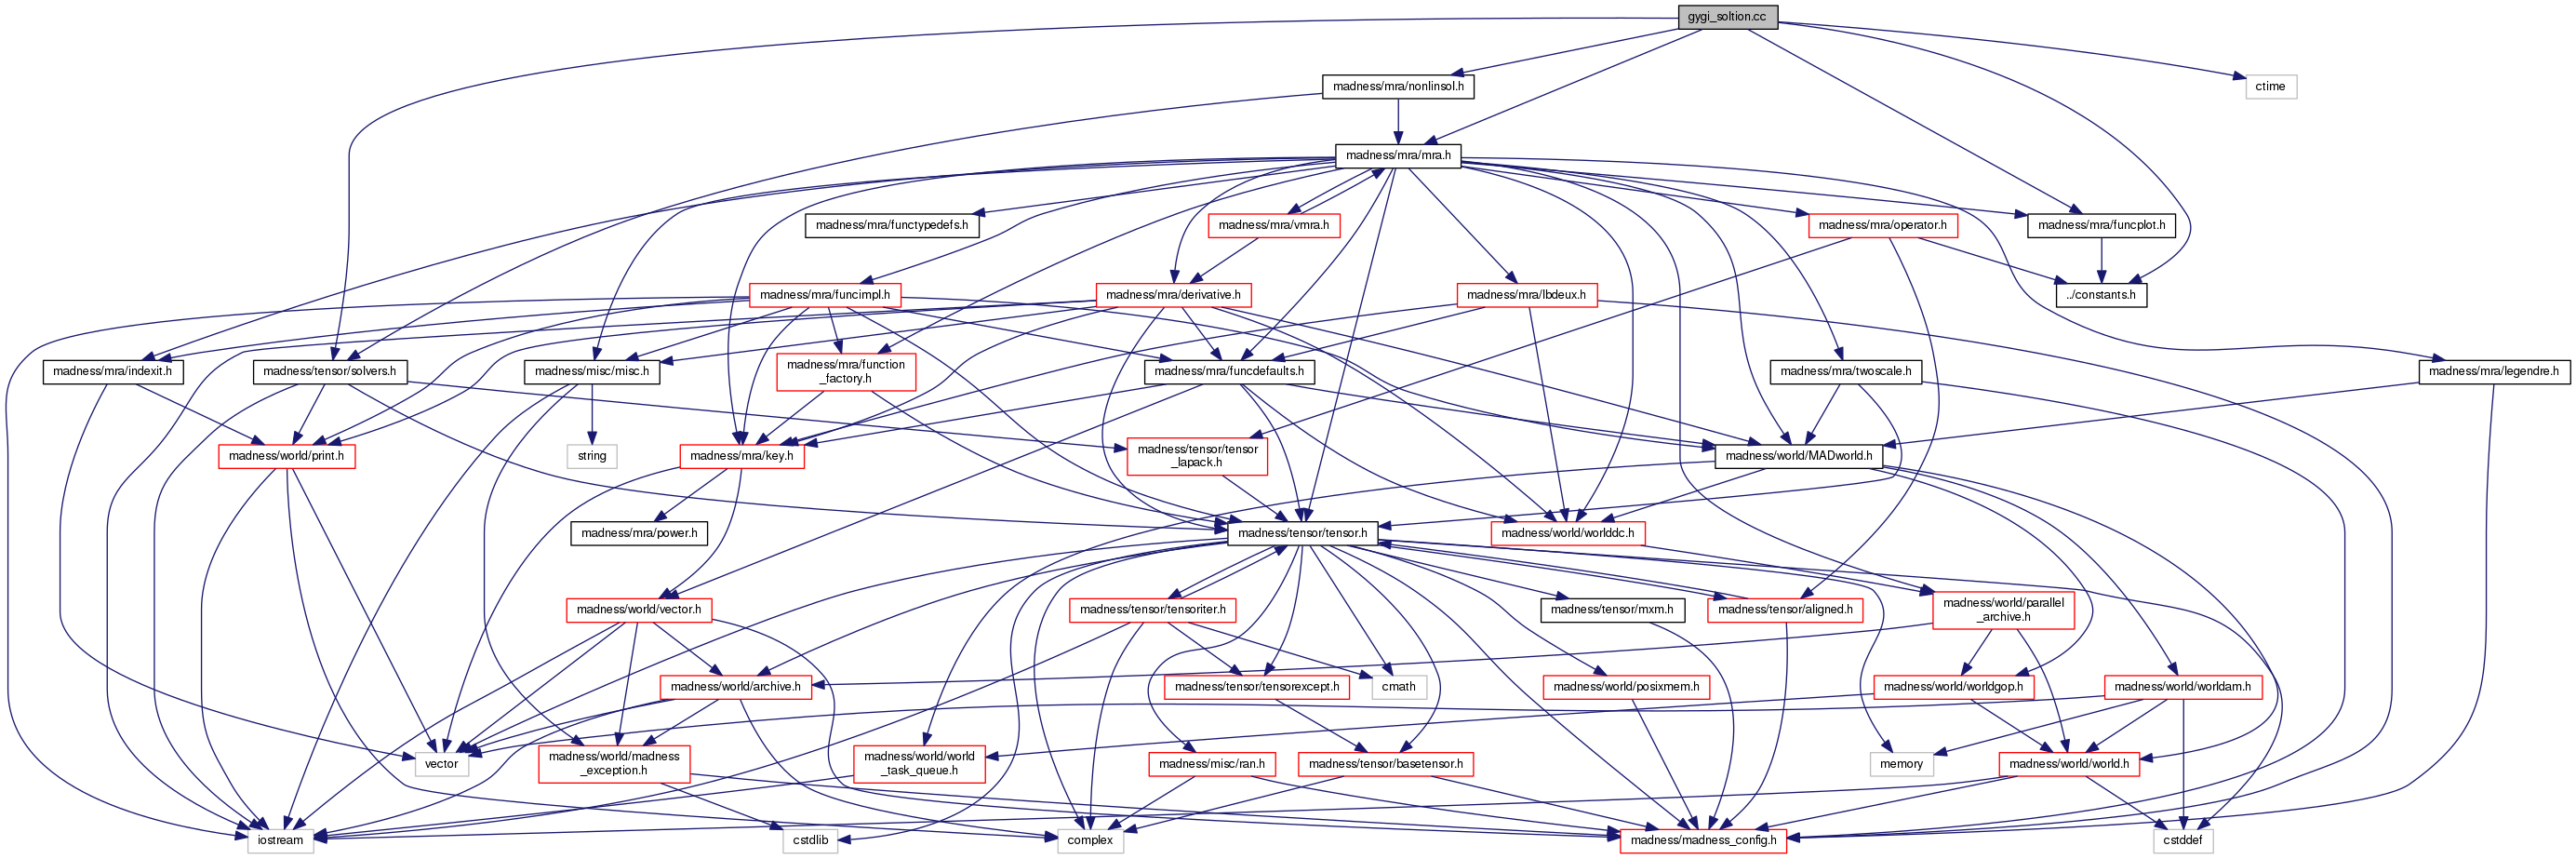 gygi_soltion.cc
madness/mra/nonlinsol.h
ctime
madness/mra/mra.h
madness/mra/functypedefs.h
madness/mra/vmra.h
madness/mra/operator.h
madness/mra/funcplot.h
madness/mra/funcimpl.h
madness/mra/derivative.h
madness/mra/lbdeux.h
../constants.h
madness/mra/indexit.h
madness/tensor/solvers.h
madness/misc/misc.h
madness/mra/function
_factory.h
madness/mra/funcdefaults.h
madness/mra/twoscale.h
madness/mra/legendre.h
madness/world/print.h
string
madness/mra/key.h
madness/tensor/tensor
_lapack.h
madness/world/MADworld.h
madness/mra/power.h
madness/tensor/tensor.h
madness/world/worlddc.h
madness/world/vector.h
madness/tensor/tensoriter.h
madness/tensor/mxm.h
madness/tensor/aligned.h
madness/world/parallel
_archive.h
madness/world/archive.h
madness/tensor/tensorexcept.h
cmath
madness/world/posixmem.h
madness/world/worldgop.h
madness/world/worldam.h
vector
madness/world/madness
_exception.h
madness/world/world
_task_queue.h
madness/misc/ran.h
madness/tensor/basetensor.h
memory
madness/world/world.h
iostream
cstdlib
complex
madness/madness_config.h
cstddef